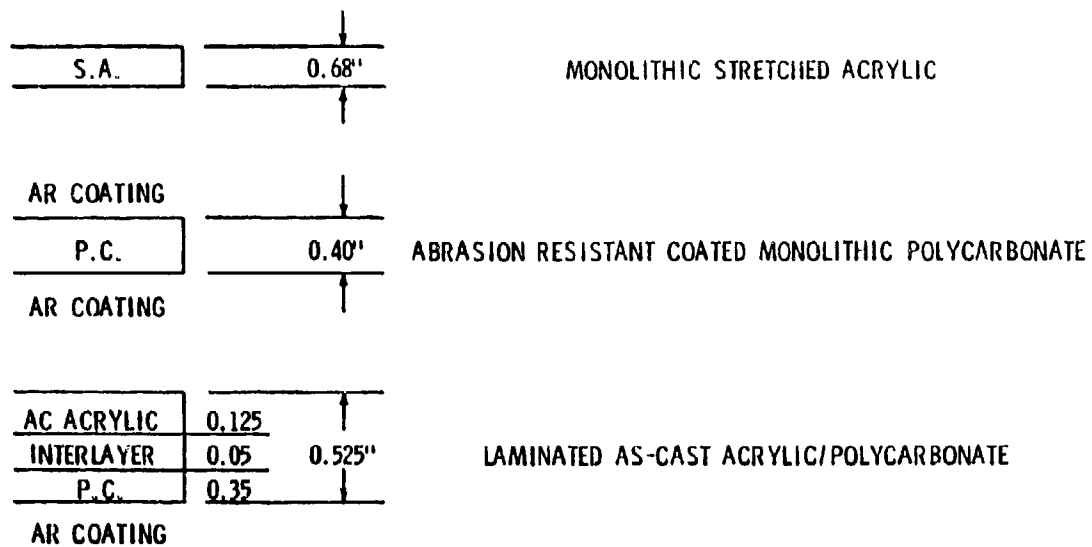 S.A. 0.68" MONOLITHIC STRETCHED ACRYLIC
AR COATING
P.C. 0.40" ABRASION RESISTANT COATED MONOLITHIC POLYCARBONATE
AR COATING
AC ACRYLIC 0.125
INTERLAYER 0.05 0.525" LAMINATED AS-CAST ACRYLIC/POLYCARBONATE
P.C. 0.35
AR COATING